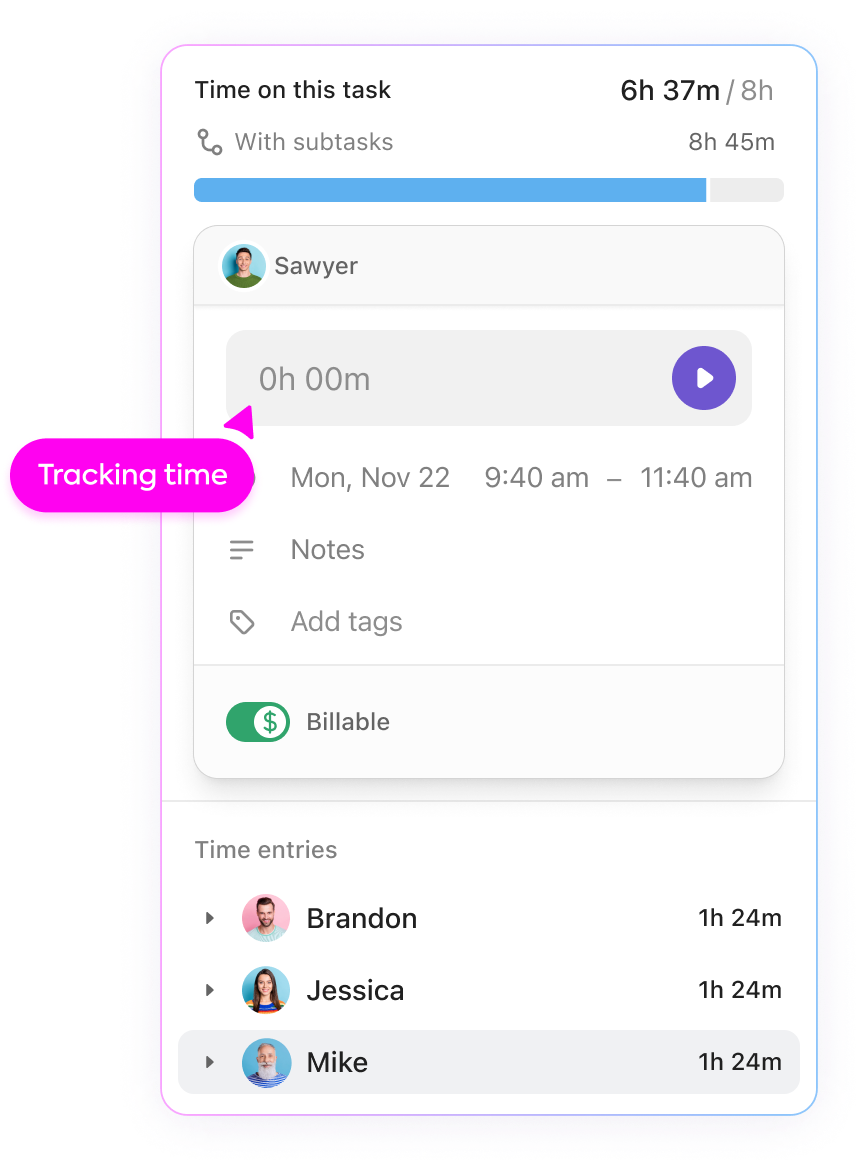 Time on this task 6h 37m / 8h
With subtasks 8h 45m
Sawyer
0h 00m
Tracking time
Mon, Nov 22 9:40 am – 11:40 am
Notes
Add tags
$ Billable
Time entries
Brandon 1h 24m
Jessica 1h 24m
Mike 1h 24m